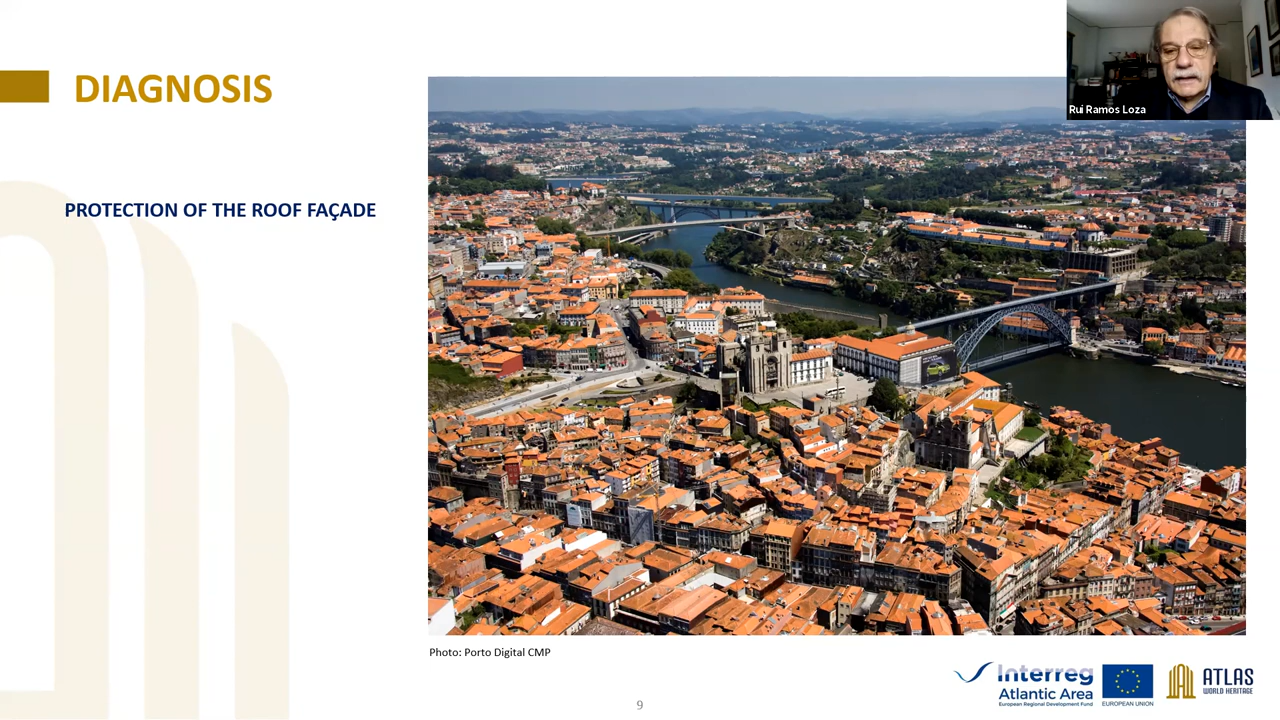 Rui Ramos Loza
DIAGNOSIS
PROTECTION OF THE ROOF FAÇADE
Photo: Porto Digital CMP
Interreg
Atlantic Area
European Regional Development Fund
EUROPEAN UNION
ATLAS
WORLD HERITAGE
9